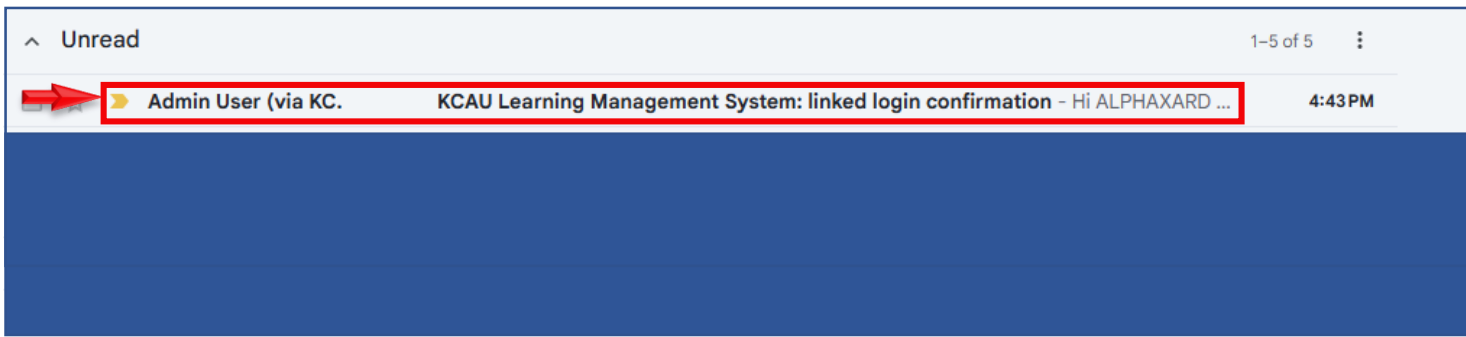 Unread
1–5 of 5
Admin User (via KC. KCAU Learning Management System: linked login confirmation - Hi ALPHAXARD ... 4:43 PM